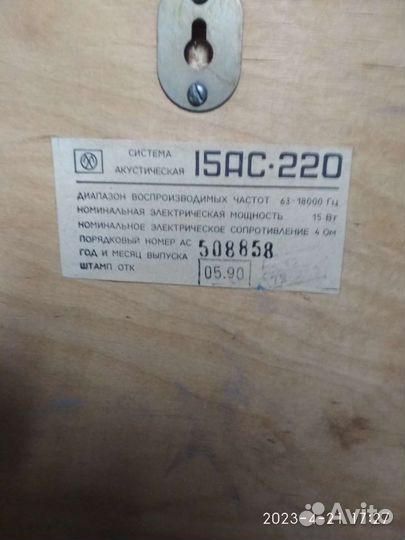 СИСТЕМА АКУСТИЧЕСКАЯ 15АС·220
ДИАПАЗОН ВОСПРОИЗВОДИМЫХ ЧАСТОТ 63-18000 Гц
НОМИНАЛЬНАЯ ЭЛЕКТРИЧЕСКАЯ МОЩНОСТЬ 15 Вт
НОМИНАЛЬНОЕ ЭЛЕКТРИЧЕСКОЕ СОПРОТИВЛЕНИЕ 4 Ом
ПОРЯДКОВЫЙ НОМЕР АС 508858
ГОД И МЕСЯЦ ВЫПУСКА 05.90
ШТАМП ОТК
2023-4-21 17:27
Avito